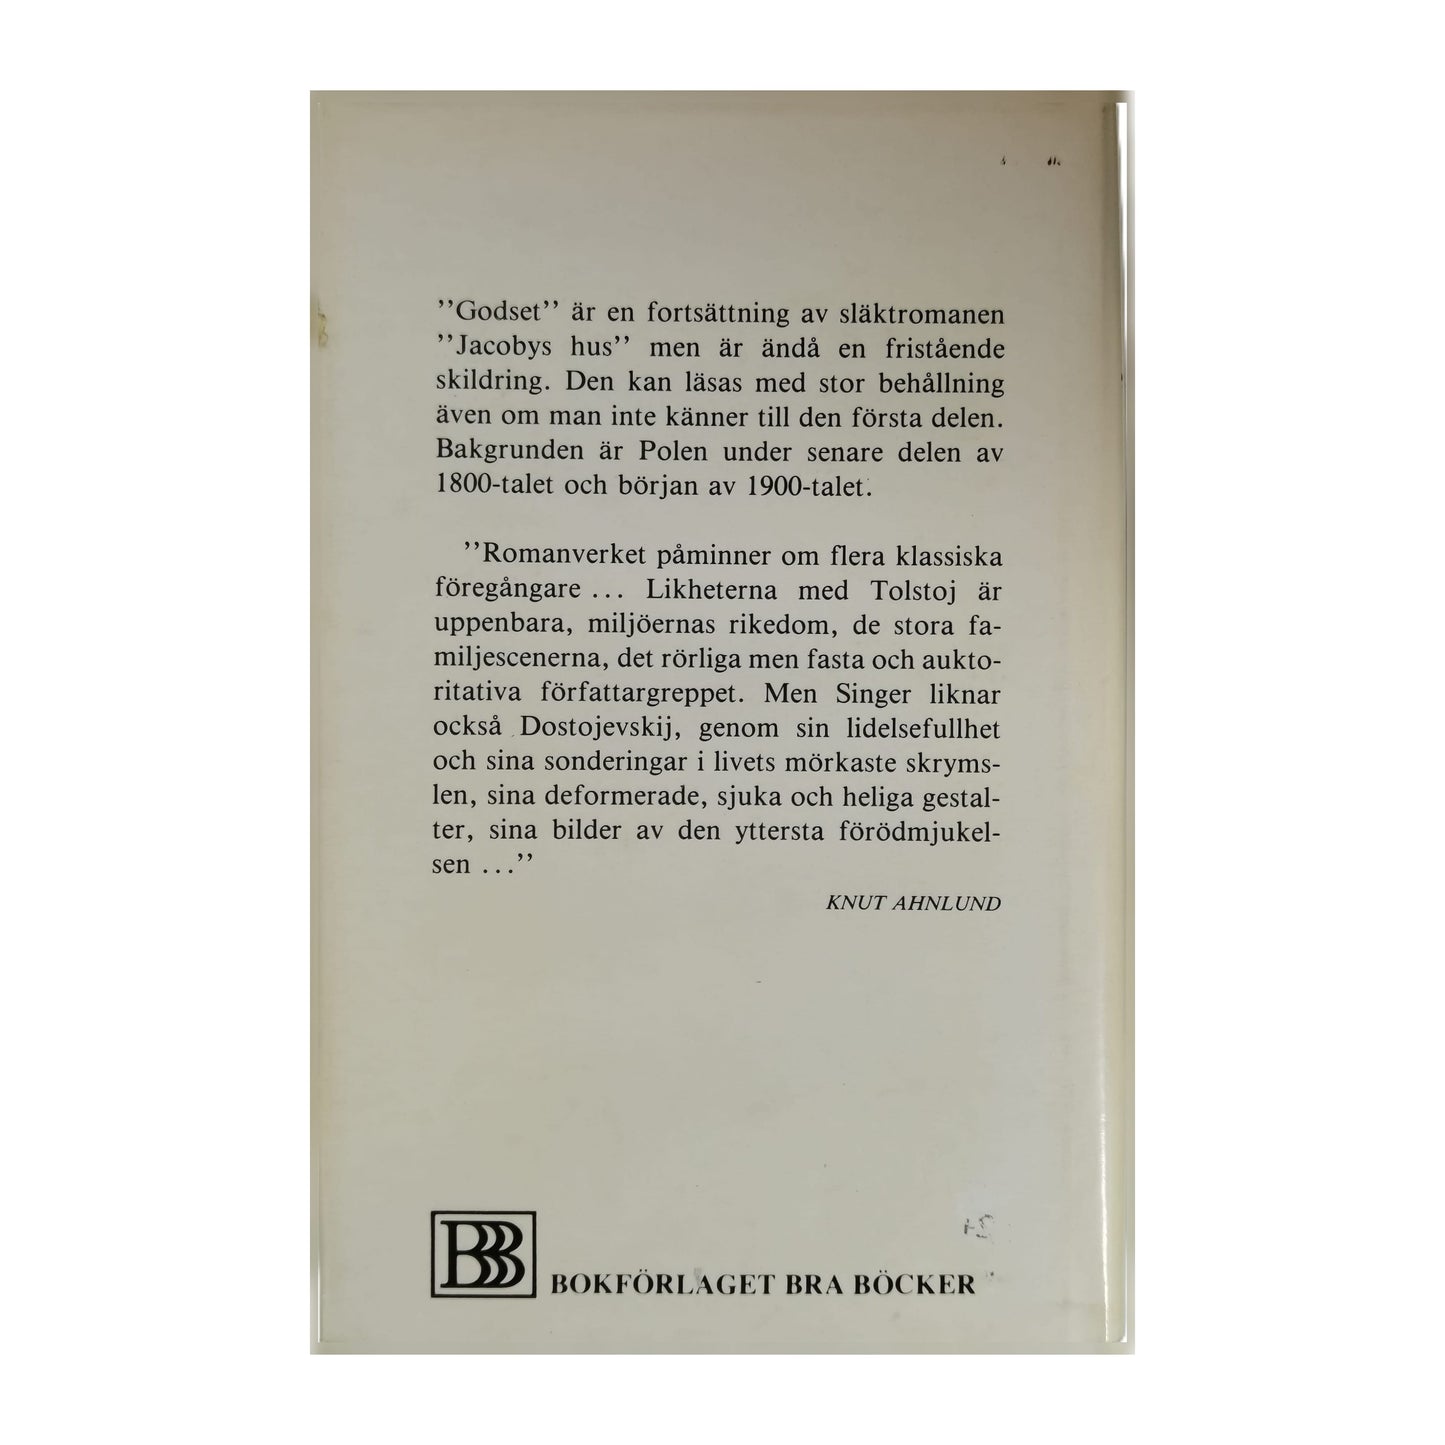 ’’Godset’’ är en fortsättning av släktromanen
’’Jacobys hus’’ men är ändå en fristående
skildring. Den kan läsas med stor behållning
även om man inte känner till den första delen.
Bakgrunden är Polen under senare delen av
1800-talet och början av 1900-talet.
’’Romanverket påminner om flera klassiska
föregångare ... Likheterna med Tolstoj är
uppenbara, miljöernas rikedom, de stora fa-
miljescenerna, det rörliga men fasta och aukto-
ritativa författargreppet. Men Singer liknar
också Dostojevskij, genom sin lidelsefullhet
och sina sonderingar i livets mörkaste skryms-
len, sina deformerade, sjuka och heliga gestal-
ter, sina bilder av den yttersta förödmjukel-
sen ...’’
KNUT AHNLUND
BBB
BOKFÖRLAGET BRA BÖCKER